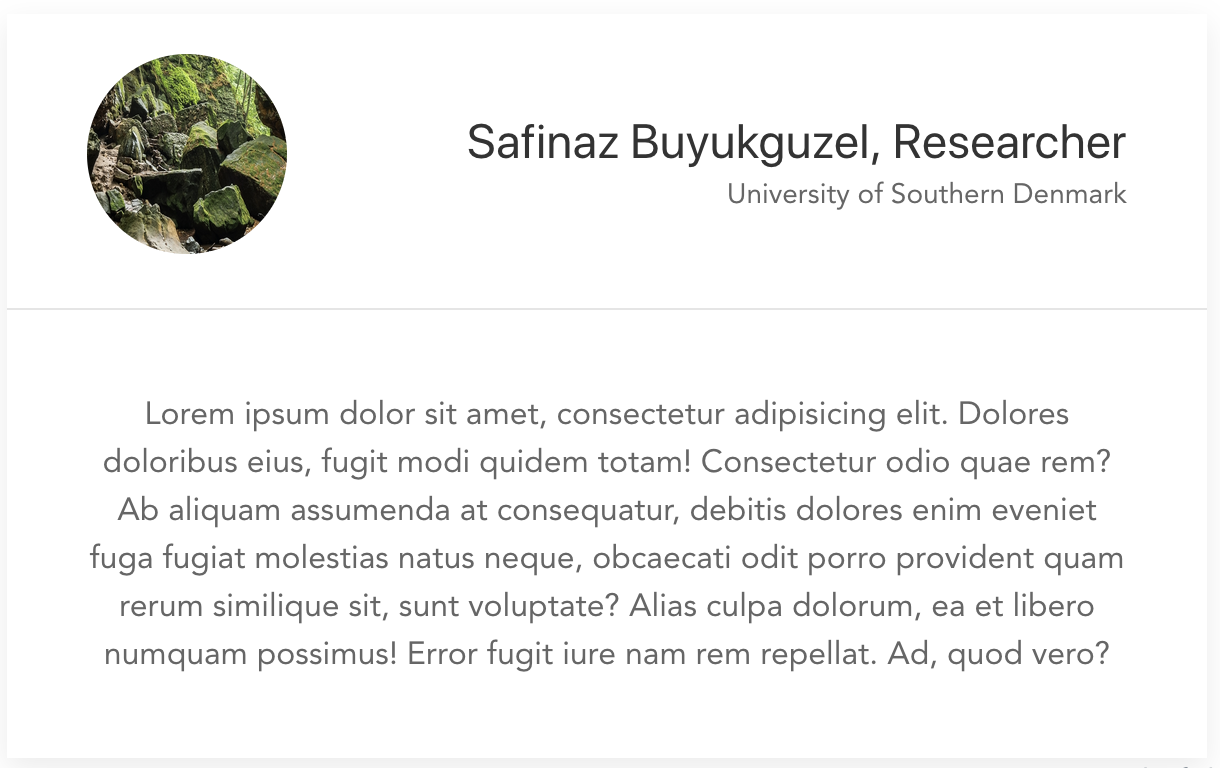 Safinaz Buyukguzel, Researcher
University of Southern Denmark
Lorem ipsum dolor sit amet, consectetur adipisicing elit. Dolores
doloribus eius, fugit modi quidem totam! Consectetur odio quae rem?
Ab aliquam assumenda at consequatur, debitis dolores enim eveniet
fuga fugiat molestias natus neque, obcaecati odit porro provident quam
rerum similique sit, sunt voluptate? Alias culpa dolorum, ea et libero
numquam possimus! Error fugit iure nam rem repellat. Ad, quod vero?